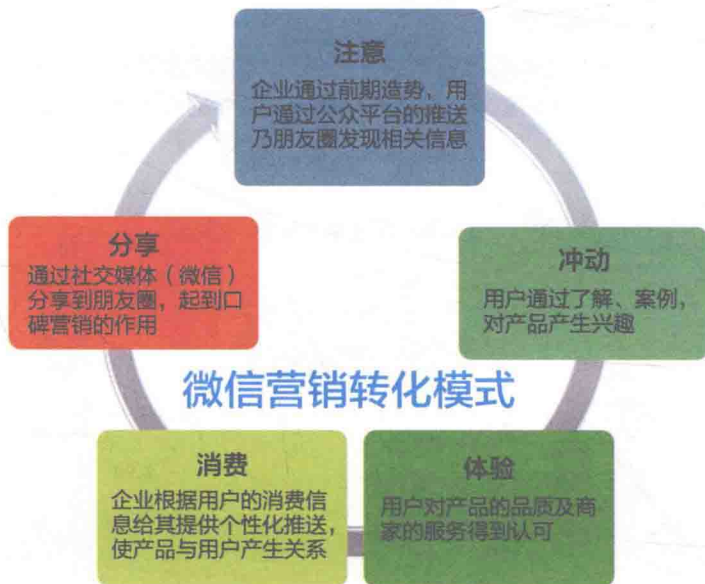 注意
企业通过前期造势，用
户通过公众平台的推送
乃朋友圈发现相关信息
冲动
用户通过了解、案例，
对产品产生兴趣
体验
用户对产品的品质及商
家的服务得到认可
消费
企业根据用户的消费信
息给其提供个性化推送，
使产品与用户产生关系
分享
通过社交媒体（微信）
分享到朋友圈，起到口
碑营销的作用
微信营销转化模式